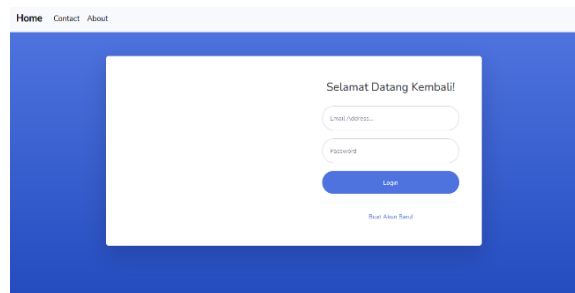 Home Contact About
Selamat Datang Kembali!
Email Address...
Password
Login
Buat Akun Baru!